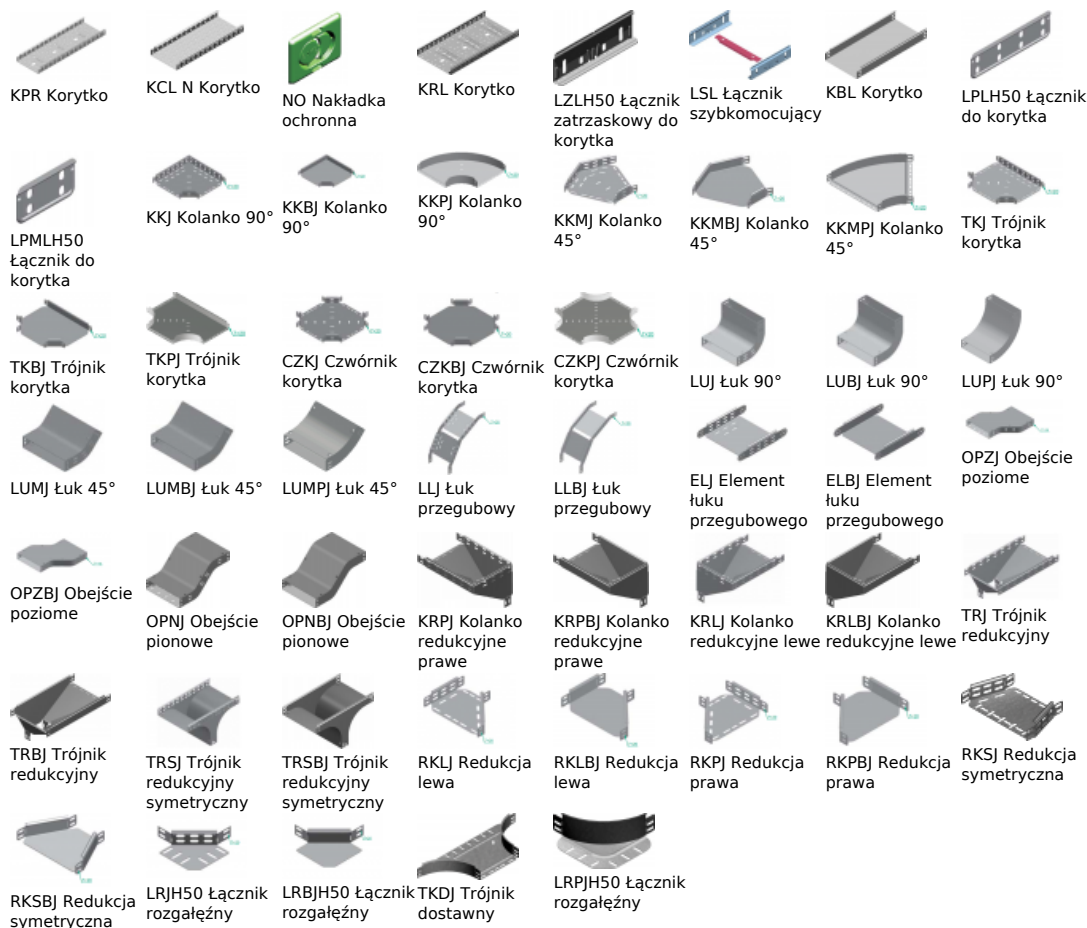 KPR Korytko
KCL N Korytko
NO Nakładka
ochronna
KRL Korytko
LZLH50 Łącznik
zatrzaskowy do
korytka
LSL Łącznik
szybkomocujący
KBL Korytko
LPLH50 Łącznik
do korytka
LPMLH50
Łącznik do
korytka
KKJ Kolanko 90°
KKBJ Kolanko
90°
KKPJ Kolanko
90°
KKMJ Kolanko
45°
KKMBJ Kolanko
45°
KKMPJ Kolanko
45°
TKJ Trójnik
korytka
TKBJ Trójnik
korytka
TKPJ Trójnik
korytka
CZKJ Czwórnik
korytka
CZKBJ Czwórnik
korytka
CZKPJ Czwórnik
korytka
LUJ Łuk 90°
LUBJ Łuk 90°
LUPJ Łuk 90°
LUMJ Łuk 45°
LUMBJ Łuk 45°
LUMPJ Łuk 45°
LLJ Łuk
przegubowy
LLBJ Łuk
przegubowy
ELJ Element
łuku
przegubowego
ELBJ Element
łuku
przegubowego
OPZJ Obejście
poziome
OPZBJ Obejście
poziome
OPNJ Obejście
pionowe
OPNBJ Obejście
pionowe
KRPJ Kolanko
redukcyjne
prawe
KRPBJ Kolanko
redukcyjne
prawe
KRLJ Kolanko
redukcyjne lewe
KRLBJ Kolanko
redukcyjne lewe
TRJ Trójnik
redukcyjny
TRBJ Trójnik
redukcyjny
TRSJ Trójnik
redukcyjny
symetryczny
TRSBJ Trójnik
redukcyjny
symetryczny
RKLJ Redukcja
lewa
RKLBJ Redukcja
lewa
RKPJ Redukcja
prawa
RKPBJ Redukcja
prawa
RKSJ Redukcja
symetryczna
RKSBJ Redukcja
symetryczna
LRJH50 Łącznik
rozgałęźny
LRBJH50 Łącznik
rozgałęźny
TKDJ Trójnik
dostawny
LRPJH50 Łącznik
rozgałęźny